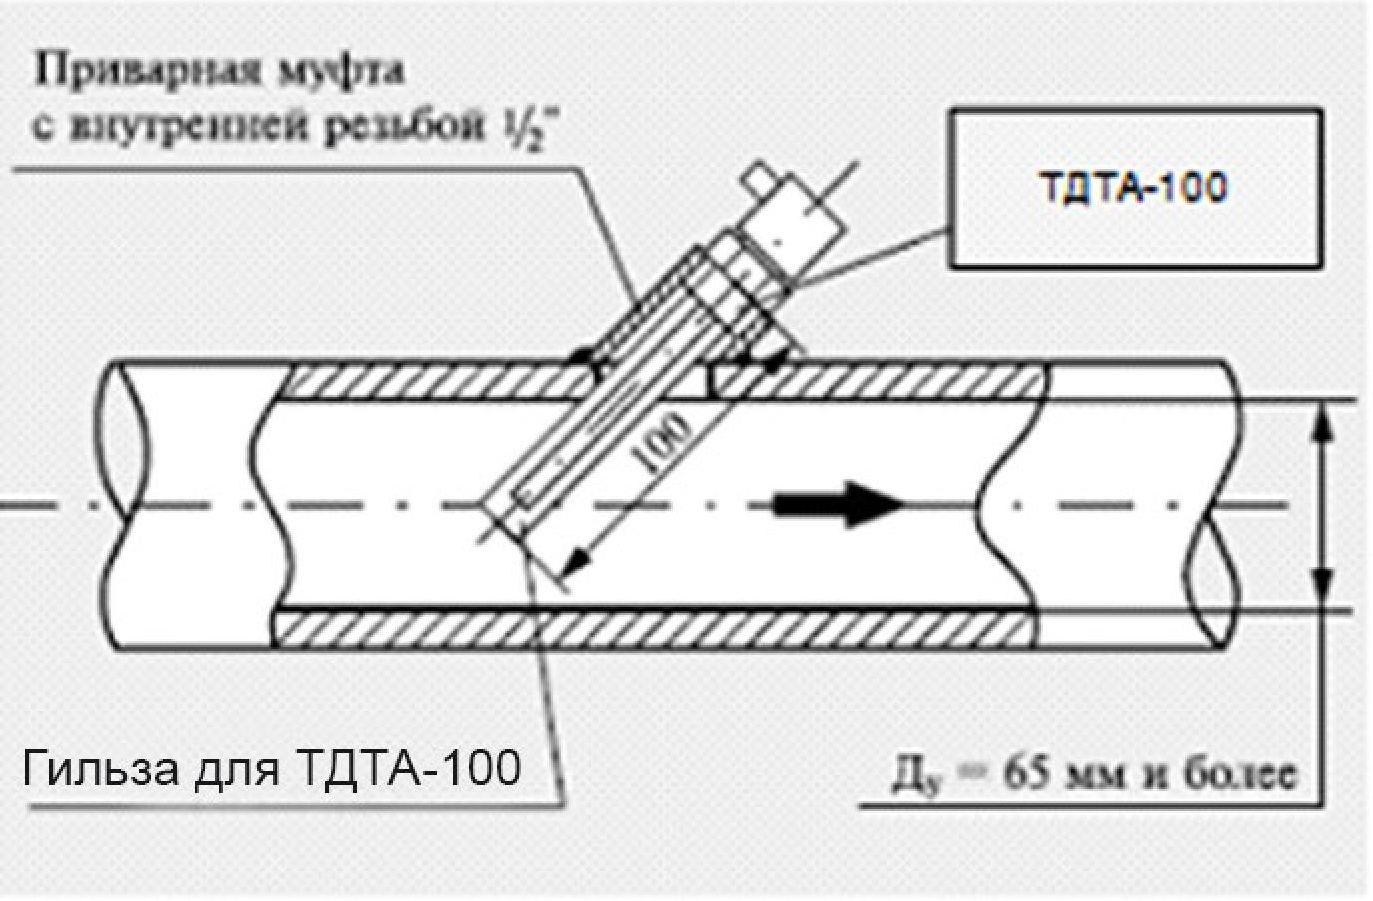 Приварная муфта
с внутренней резьбой 1/2"
ТДТА-100
100
Гильза для ТДТА-100
Ду = 65 мм и более